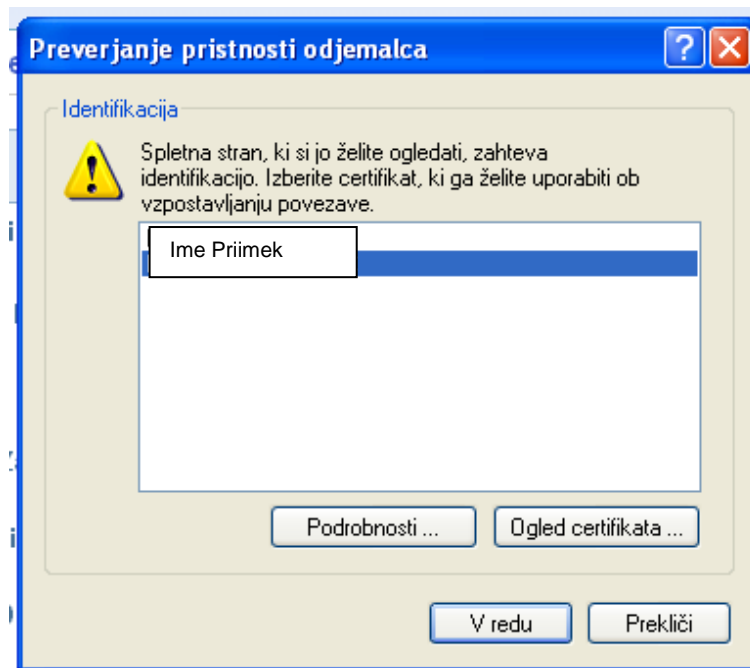 Preverjanje pristnosti odjemalca
Identifikacija
Spletna stran, ki si jo želite ogledati, zahteva
identifikacijo. Izberite certifikat, ki ga želite uporabiti ob
vzpostavljanju povezave.
Ime Priimek
Podrobnosti ...
Ogled certifikata ...
V redu
Prekliči